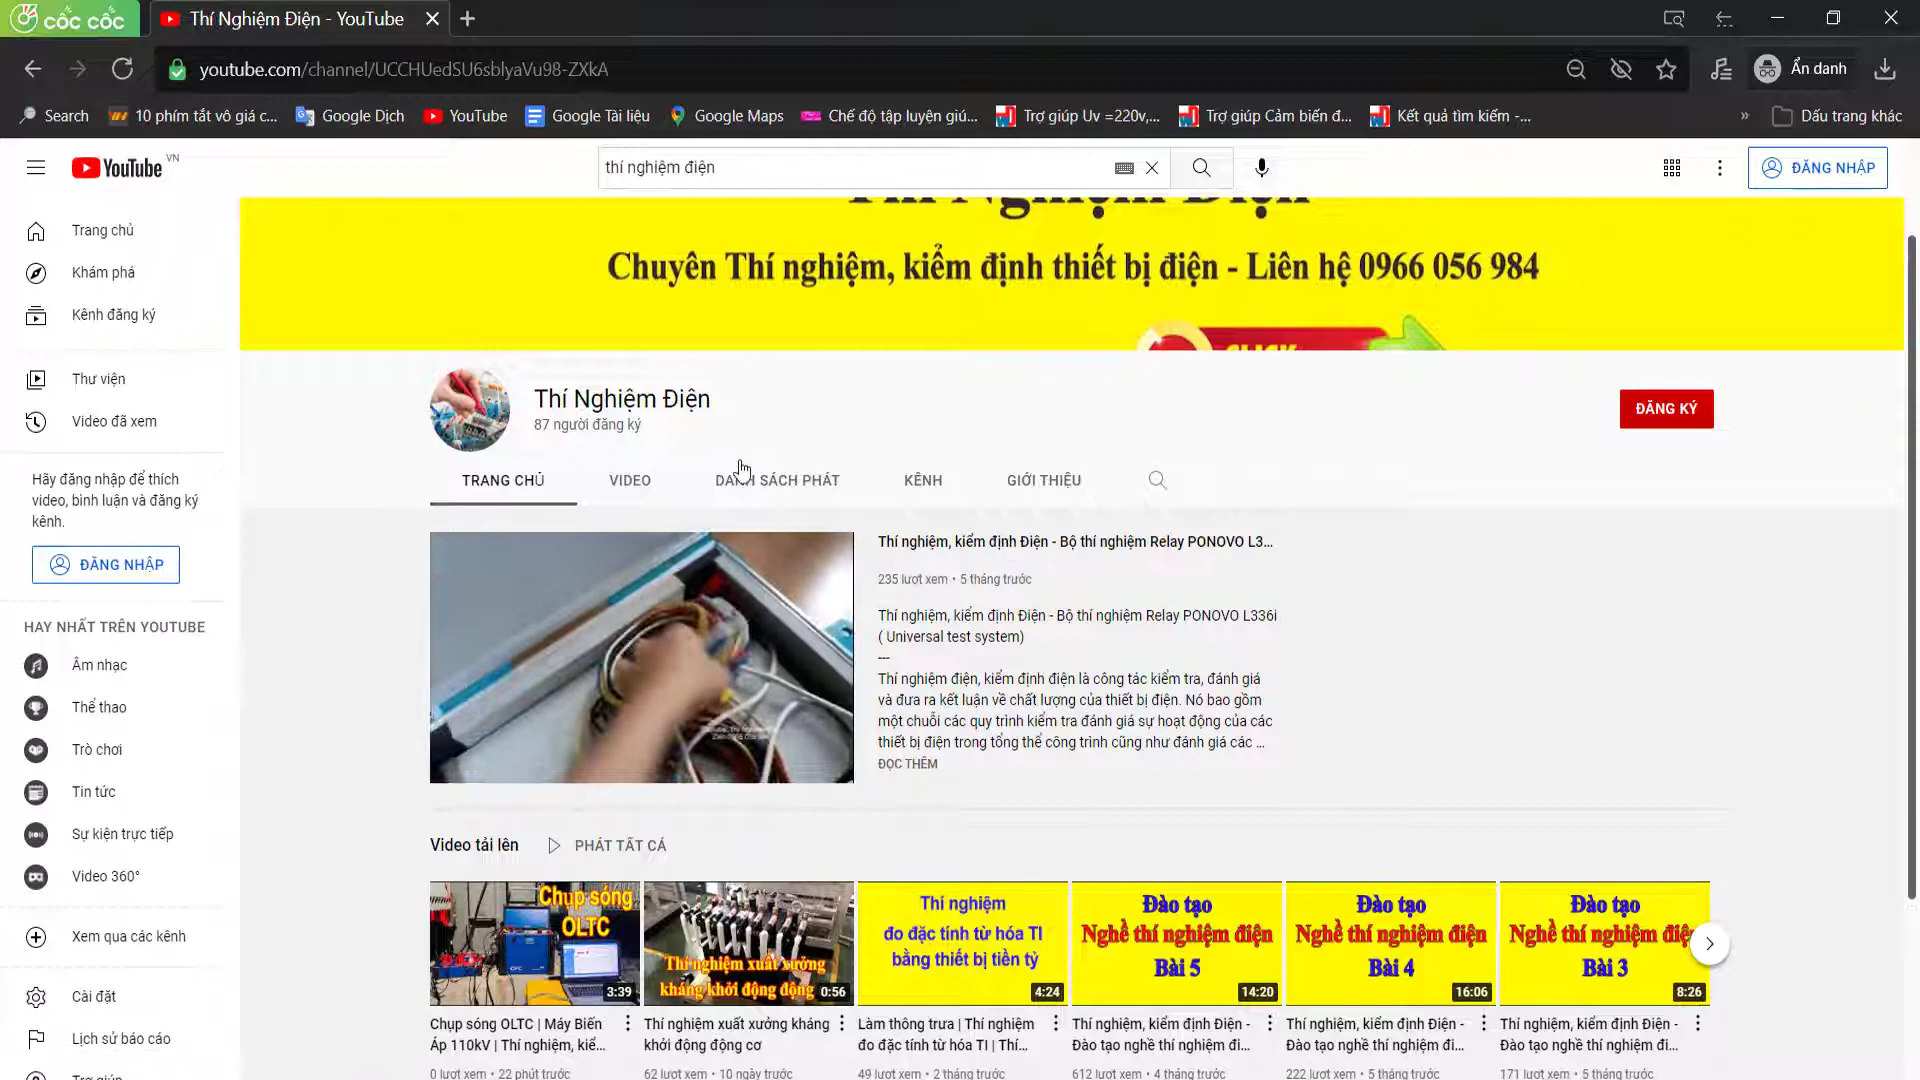 cốc cốc
Thí Nghiệm Điện - YouTube
youtube.com/channel/UCCHUedSU6sblyaVu98-ZXkA
Ẩn danh
Search
10 phím tắt vô giá c...
Google Dịch
YouTube
Google Tài liệu
Google Maps
Chế độ tập luyện giú...
Trợ giúp Uv =220v,...
Trợ giúp Cảm biến đ...
Kết quả tìm kiếm -...
»
Dấu trang khác
YouTube VN
thí nghiệm điện
ĐĂNG NHẬP
Trang chủ
Khám phá
Kênh đăng ký
Thư viện
Video đã xem
Hãy đăng nhập để thích
video, bình luận và đăng ký
kênh.
ĐĂNG NHẬP
HAY NHẤT TRÊN YOUTUBE
Âm nhạc
Thể thao
Trò chơi
Tin tức
Sự kiện trực tiếp
Video 360°
Xem qua các kênh
Cài đặt
Lịch sử báo cáo
Trợ giúp
Thí Nghiệm Điện
Chuyên Thí nghiệm, kiểm định thiết bị điện - Liên hệ 0966 056 984
CLICK
Thí Nghiệm Điện
87 người đăng ký
ĐĂNG KÝ
TRANG CHỦ
VIDEO
DANH SÁCH PHÁT
KÊNH
GIỚI THIỆU
Thí nghiệm, kiểm định Điện - Bộ thí nghiệm Relay PONOVO L3...
235 lượt xem • 5 tháng trước
Thí nghiệm, kiểm định Điện - Bộ thí nghiệm Relay PONOVO L336i
( Universal test system)
---
Thí nghiệm điện, kiểm định điện là công tác kiểm tra, đánh giá
và đưa ra kết luận về chất lượng của thiết bị điện. Nó bao gồm
một chuỗi các quy trình kiểm tra đánh giá sự hoạt động của các
thiết bị điện trong tổng thể công trình cũng như đánh giá các ...
ĐỌC THÊM
Video tải lên
PHÁT TẤT CẢ
Chụp sóng
OLTC
3:39
Thí nghiệm xuất xưởng
kháng khởi động động
0:56
Thí nghiệm
đo đặc tính từ hóa TI
bằng thiết bị tiền tỷ
4:24
Đào tạo
Nghề thí nghiệm điện
Bài 5
14:20
Đào tạo
Nghề thí nghiệm điện
Bài 4
16:06
Đào tạo
Nghề thí nghiệm điện
Bài 3
8:26
Chụp sóng OLTC | Máy Biến
Áp 110kV | Thí nghiệm, kiể...
0 lượt xem • 22 phút trước
Thí nghiệm xuất xưởng kháng
khởi động động cơ
62 lượt xem • 10 ngày trước
Làm thông trưa | Thí nghiệm
đo đặc tính từ hóa TI | Thí...
49 lượt xem • 2 tháng trước
Thí nghiệm, kiểm định Điện -
Đào tạo nghề thí nghiệm đi...
612 lượt xem • 4 tháng trước
Thí nghiệm, kiểm định Điện -
Đào tạo nghề thí nghiệm đi...
222 lượt xem • 5 tháng trước
Thí nghiệm, kiểm định Điện -
Đào tạo nghề thí nghiệm đi...
171 lượt xem • 5 tháng trước